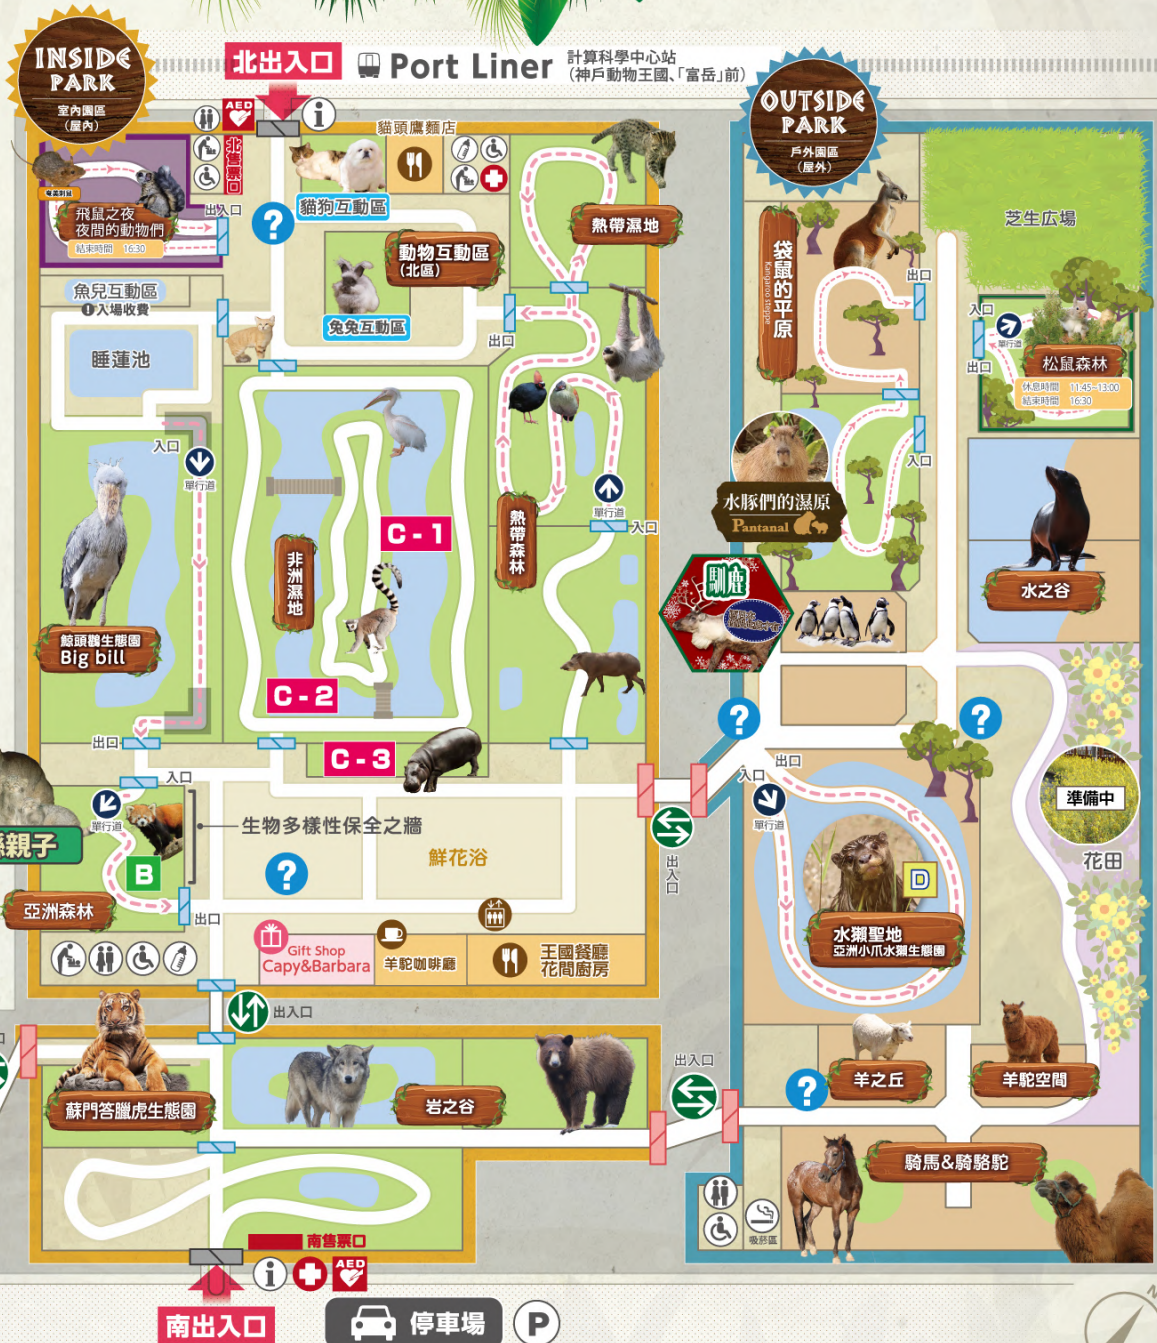 INSIDE
PARK
室內園區
(屋內)
北出入口
Port Liner
計算科學中心站
(神戶動物王國、「富岳」前)
OUTSIDE
PARK
戶外園區
(屋外)
AED
i
北售票口
貓頭鷹麵店
貓狗互動區
飛鼠之夜
夜間的動物們
結束時間 16:30
出入口
?
動物互動區
(北區)
熱帶濕地
兔兔互動區
魚兒互動區
!入場收費
睡蓮池
出口
入口
單行道
袋鼠的平原
Kangaroo steppe
出口
入口
芝生広場
入口
出口
單行道
松鼠森林
休息時間 11:45~13:00
結束時間 16:30
鯨頭鸛生態園
Big bill
非洲濕地
C-1
C-2
C-3
熱帶森林
單行道
入口
水豚們的濕原
Pantanal
馴鹿
水之谷
出口
入口
單行道
親子
B
亞洲森林
出口
生物多樣性保全之牆
?
鮮花浴
出入口
?
?
出口
入口
單行道
D
水獺聖地
亞洲小爪水獺生態園
準備中
花田
Gift Shop
Capy&Barbara
羊駝咖啡廳
王國餐廳
花間廚房
出入口
蘇門答臘虎生態園
岩之谷
出入口
?
羊之丘
羊駝空間
騎馬&騎駱駝
吸菸區
南售票口
i
AED
南出入口
停車場
P
N